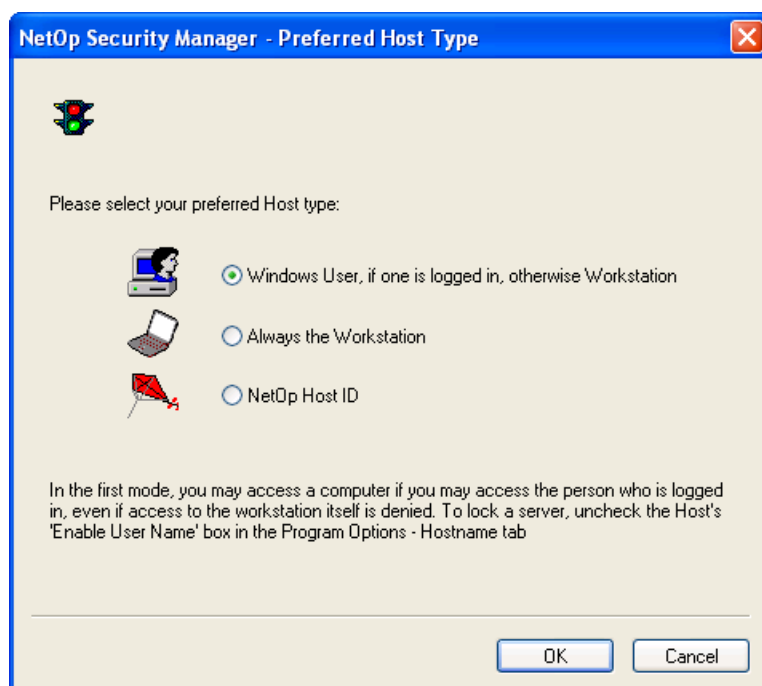 NetOp Security Manager - Preferred Host Type
Please select your preferred Host type:
Windows User, if one is logged in, otherwise Workstation
Always the Workstation
NetOp Host ID
In the first mode, you may access a computer if you may access the person who is logged
in, even if access to the workstation itself is denied. To lock a server, uncheck the Host's
'Enable User Name' box in the Program Options - Hostname tab
OK
Cancel